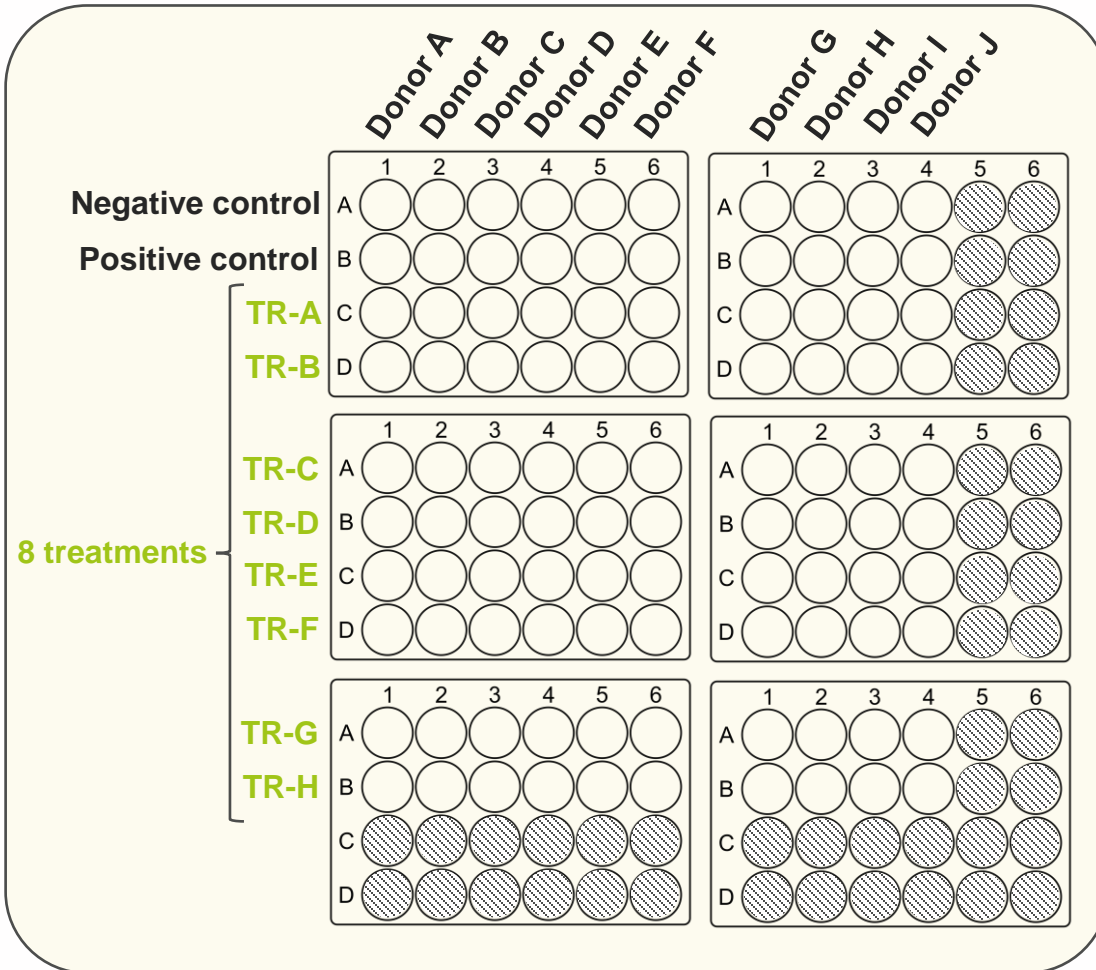 Donor A
Donor B
Donor C
Donor D
Donor E
Donor F
Donor G
Donor H
Donor I
Donor J
1 2 3 4 5 6
1 2 3 4 5 6
Negative control A A
Positive control B B
TR-A C C
TR-B D D
1 2 3 4 5 6
1 2 3 4 5 6
TR-C A A
TR-D B B
8 treatments
TR-E C C
TR-F D D
1 2 3 4 5 6
1 2 3 4 5 6
TR-G A A
TR-H B B
C C
D D